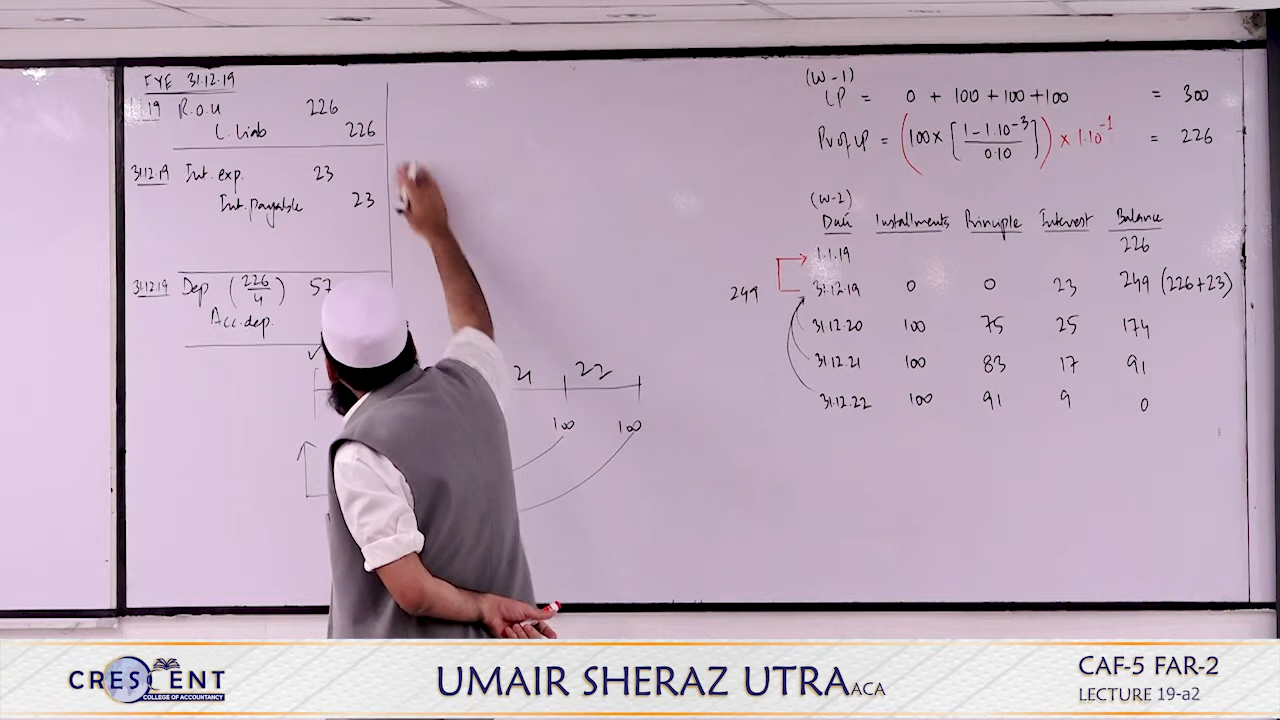 FYE 31.12.19
1.1.19 R.O.U 226
L. Liab 226
31.12.19 Int. exp. 23
Int. payable 23
31.12.19 Dep (226/4) 57
Acc. dep.
21 22
100 100
(W-1)
LP = 0 + 100 + 100 + 100 = 300
PV of LP = (100 x [1 - 1.10^-3 / 0.10]) x 1.10^-1 = 226
(W-2)
Date Installments Principle Interest Balance
226
1.1.19
249 31.12.19 0 0 23 249 (226+23)
31.12.20 100 75 25 174
31.12.21 100 83 17 91
31.12.22 100 91 9 0
CRESCENT
COLLEGE OF ACCOUNTANCY
UMAIR SHERAZ UTRA ACA
CAF-5 FAR-2
LECTURE 19-a2